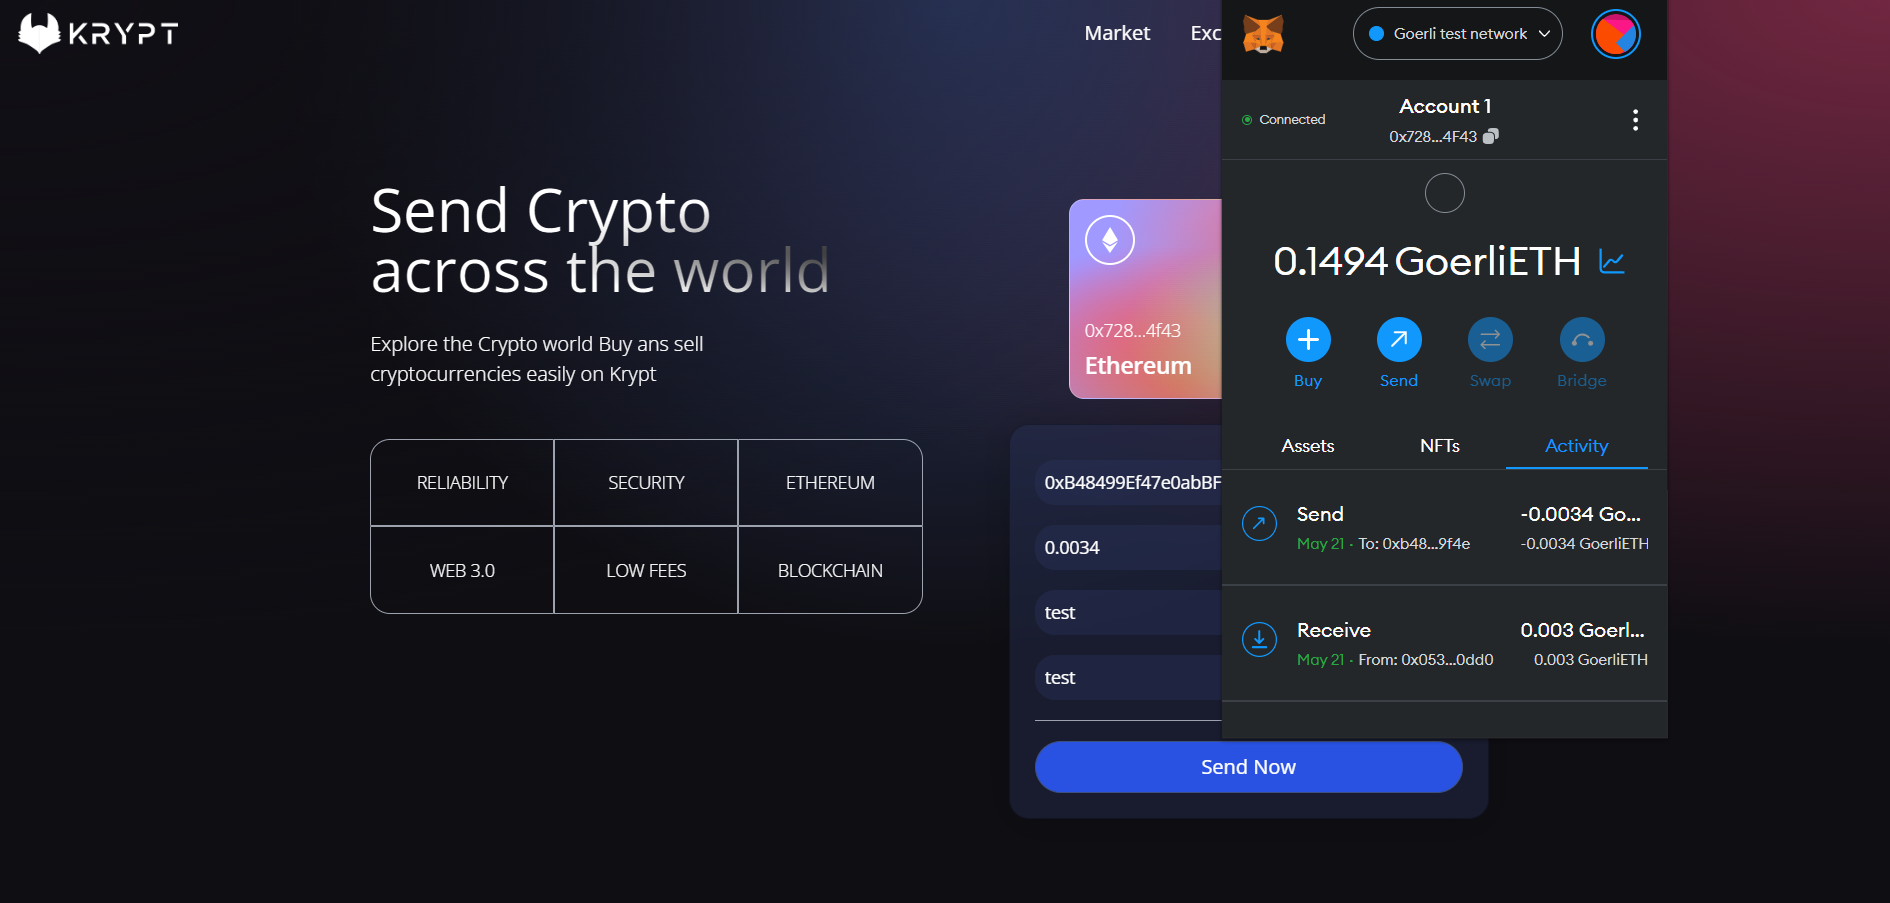 KRYPT
Market
Exc
Send Crypto
across the world
Explore the Crypto world Buy ans sell
cryptocurrencies easily on Krypt
RELIABILITY
SECURITY
ETHEREUM
WEB 3.0
LOW FEES
BLOCKCHAIN
0x728...4f43
Ethereum
0xB48499Ef47e0abBF
0.0034
test
test
Send Now
Goerli test network
Connected
Account 1
0x728...4F43
0.1494 GoerliETH
Buy
Send
Swap
Bridge
Assets
NFTs
Activity
Send
-0.0034 Go...
May 21 · To: 0xb48...9f4e
-0.0034 GoerliETH
Receive
0.003 Goerl...
May 21 · From: 0x053...0dd0
0.003 GoerliETH